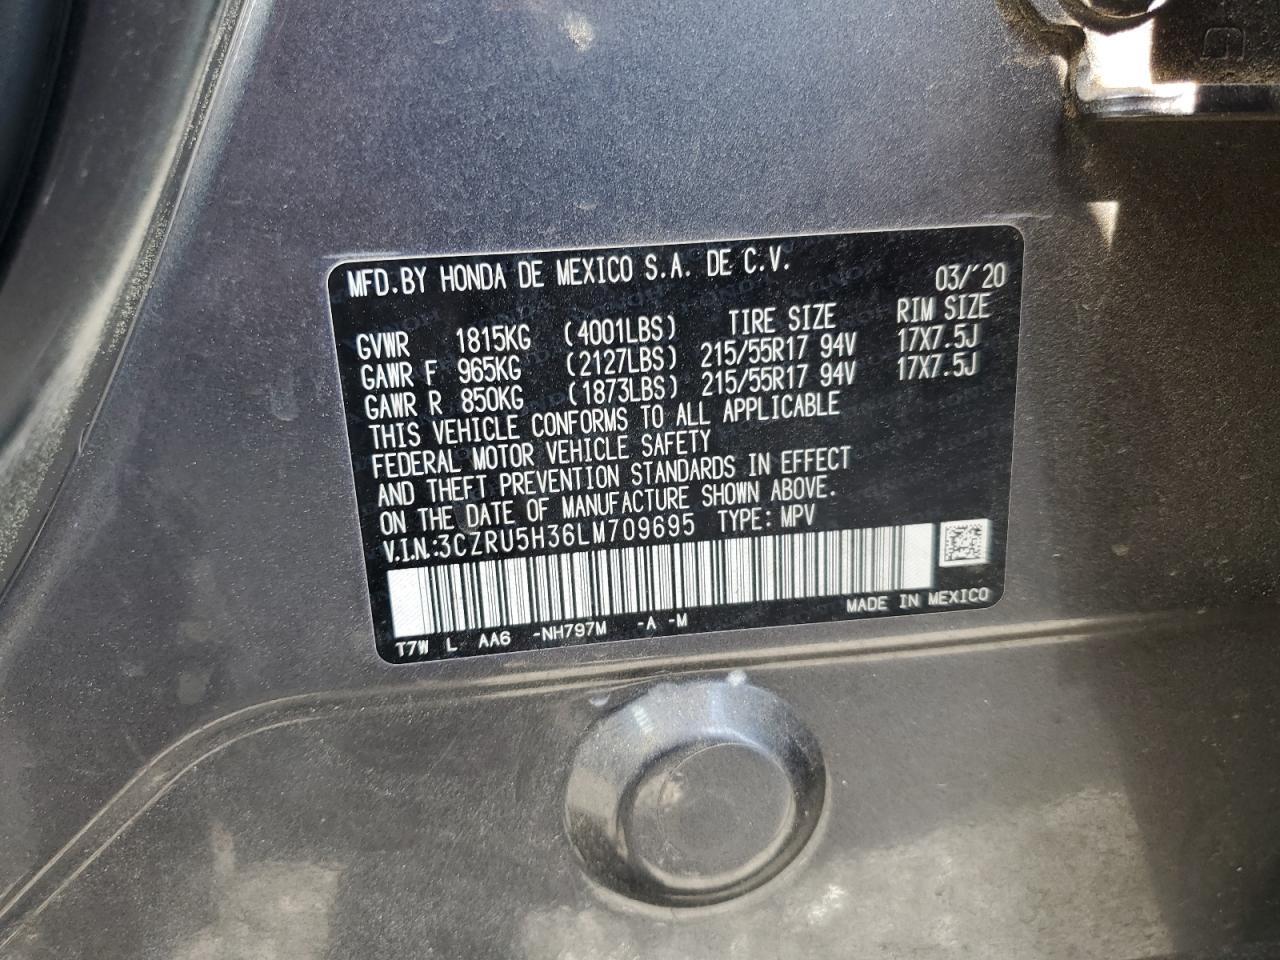 MFD.BY HONDA DE MEXICO S.A. DE C.V. 03/'20
TIRE SIZE RIM SIZE
GVWR 1815KG (4001LBS)
GAWR F 965KG (2127LBS) 215/55R17 94V 17X7.5J
GAWR R 850KG (1873LBS) 215/55R17 94V 17X7.5J
THIS VEHICLE CONFORMS TO ALL APPLICABLE
FEDERAL MOTOR VEHICLE SAFETY
AND THEFT PREVENTION STANDARDS IN EFFECT
ON THE DATE OF MANUFACTURE SHOWN ABOVE.
V.I.N.:3CZRU5H36LM709695 TYPE: MPV
MADE IN MEXICO
T7W L AA6 -NH797M -A -M